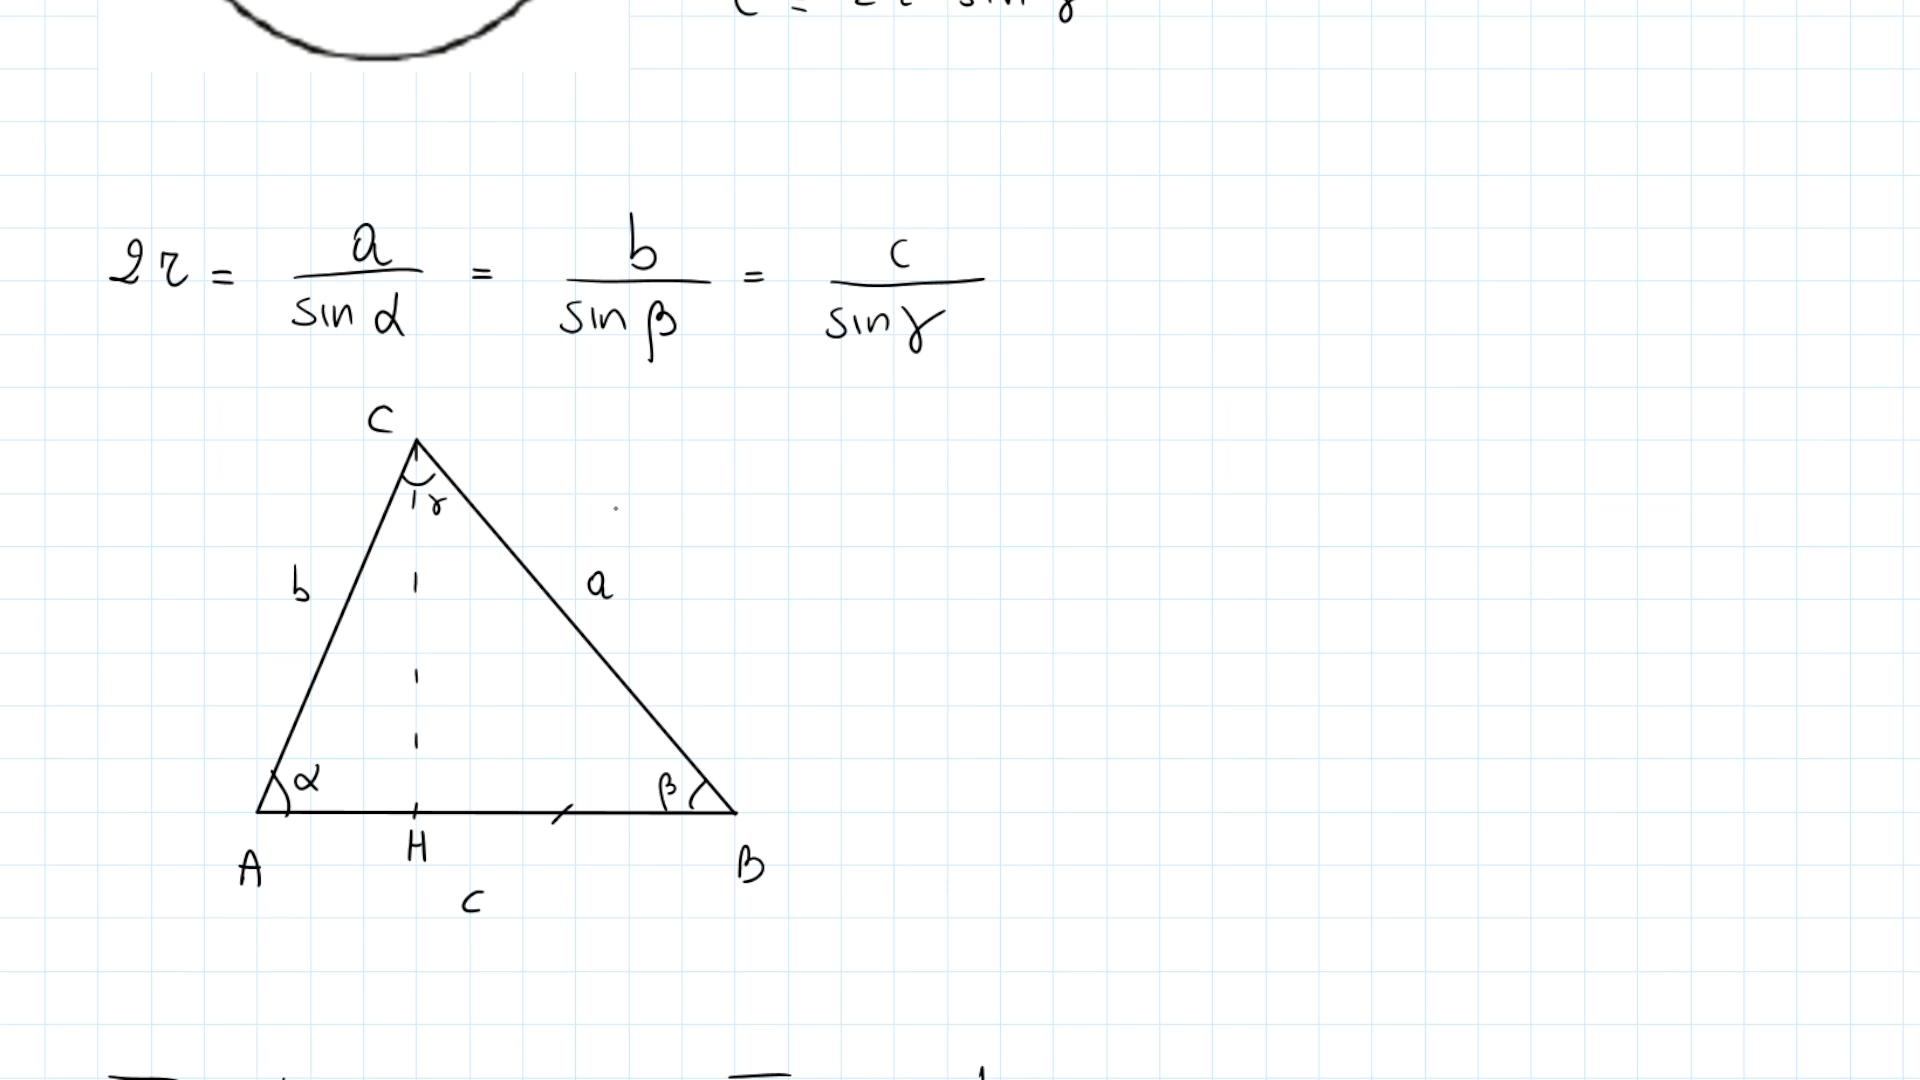 2r = a / sin α = b / sin β = c / sin γ
C
γ
b a
α β
H
A B
c